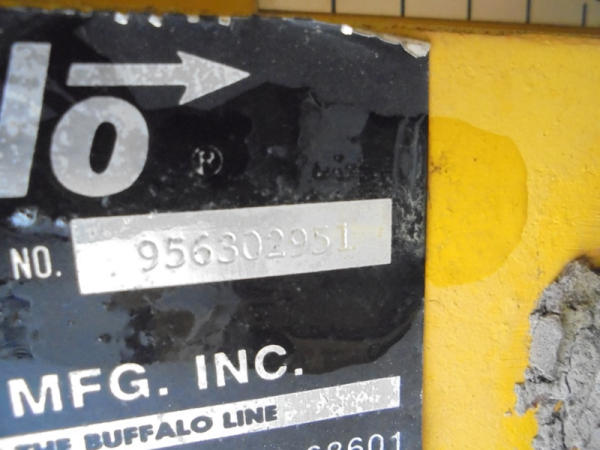 lo ®
NO. 956302951
MFG. INC.
THE BUFFALO LINE
68601